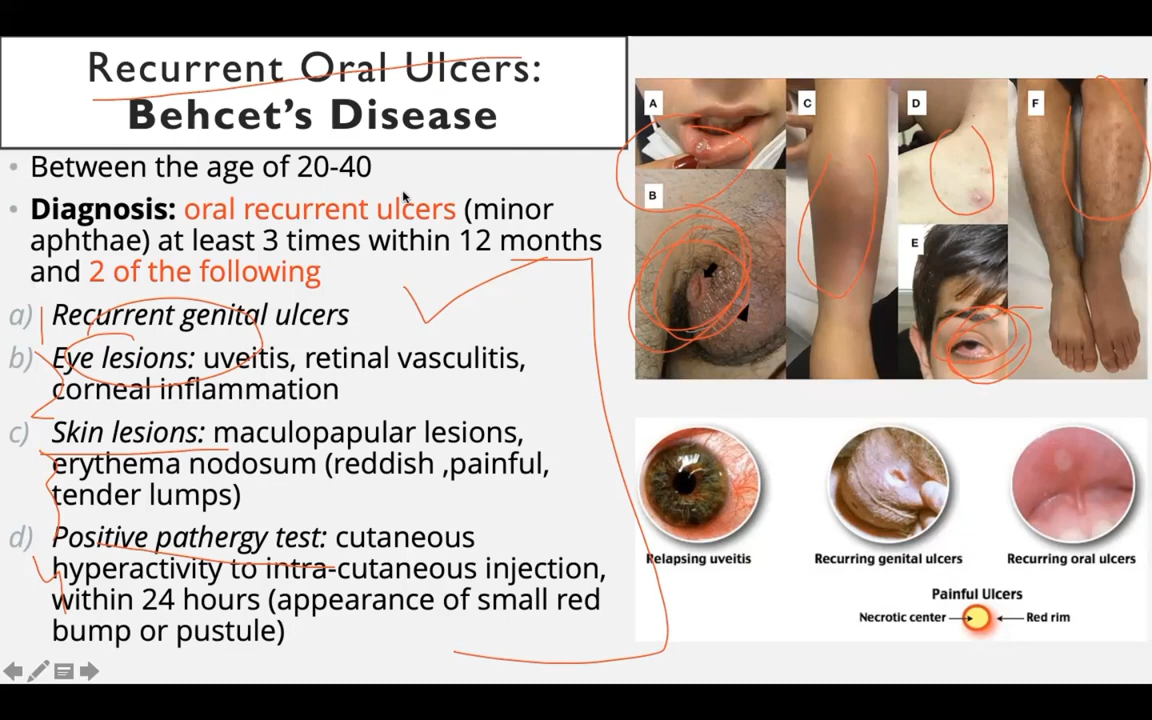 Recurrent Oral Ulcers:
Behcet's Disease
• Between the age of 20-40
• Diagnosis: oral recurrent ulcers (minor
aphthae) at least 3 times within 12 months
and 2 of the following
a) Recurrent genital ulcers
b) Eye lesions: uveitis, retinal vasculitis,
corneal inflammation
c) Skin lesions: maculopapular lesions,
erythema nodosum (reddish ,painful,
tender lumps)
d) Positive pathergy test: cutaneous
hyperactivity to intra-cutaneous injection,
within 24 hours (appearance of small red
bump or pustule)
A
B
C
D
E
F
Relapsing uveitis
Recurring genital ulcers
Recurring oral ulcers
Painful Ulcers
Necrotic center
Red rim